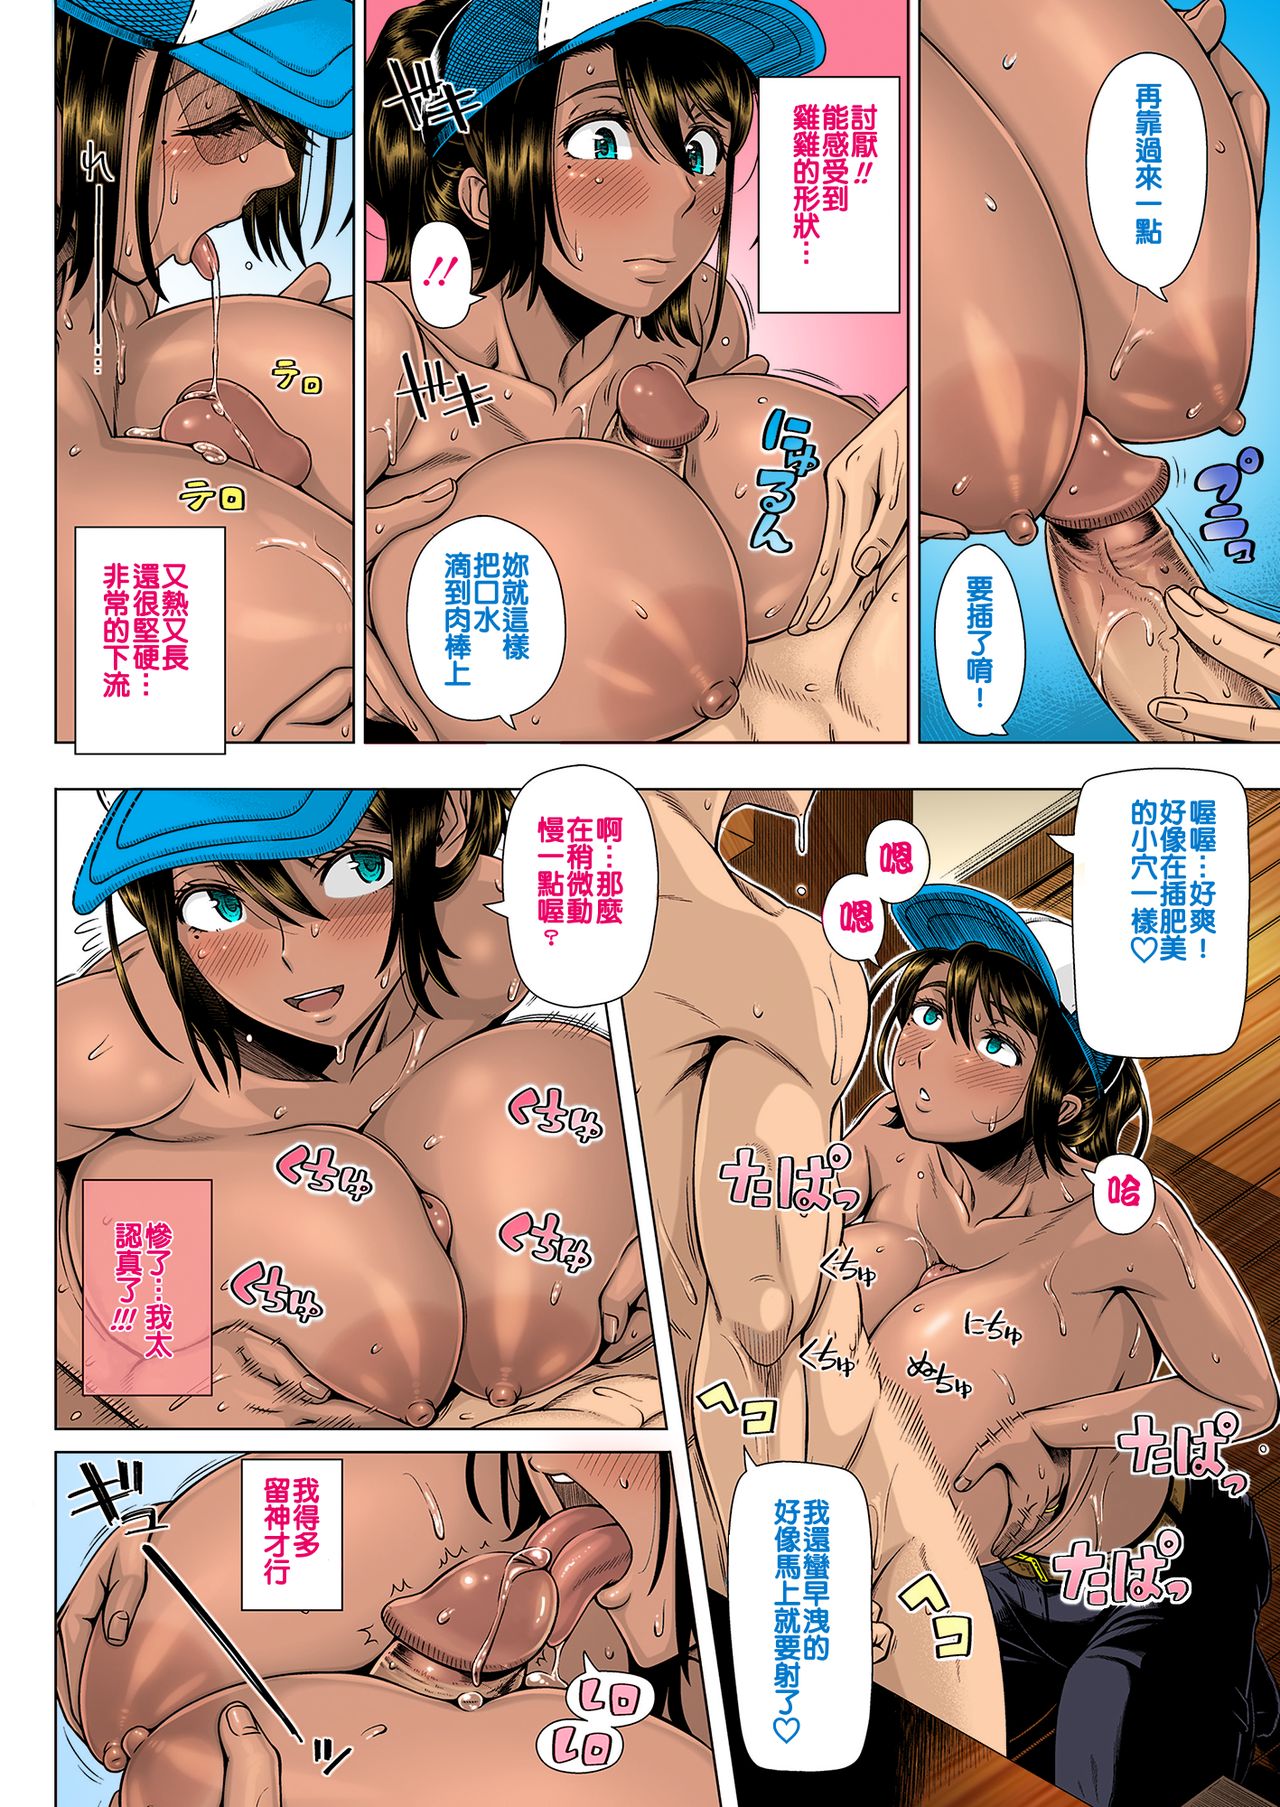 再靠過來一點
プニュッ
要插了唷！
討厭!!
能感受到
雞雞的形狀…
ドキ
!!
ドキ
にゅるん
妳就這樣
把口水
滴到肉棒上
れ
……
テロ
テロ
又熱又長
還很堅硬…
非常的下流
喔喔…好爽！
好像在插肥美
的小穴一樣♡
嗯
嗯
哈
たぱっ
くちゅ
くちゅ
にちゅ
ぬちゅ
ヘコ
たぱっ
たぱっ
ヘコ
我還蠻早洩的
好像馬上就要射了♡
啊…那麼
在稍微動
慢一點喔？
くちゅ
くちゅ
くちゅ
くちゅ
慘了…我太
認真了!!!
我得多
留神才行
ギュッ
レロ
レロ